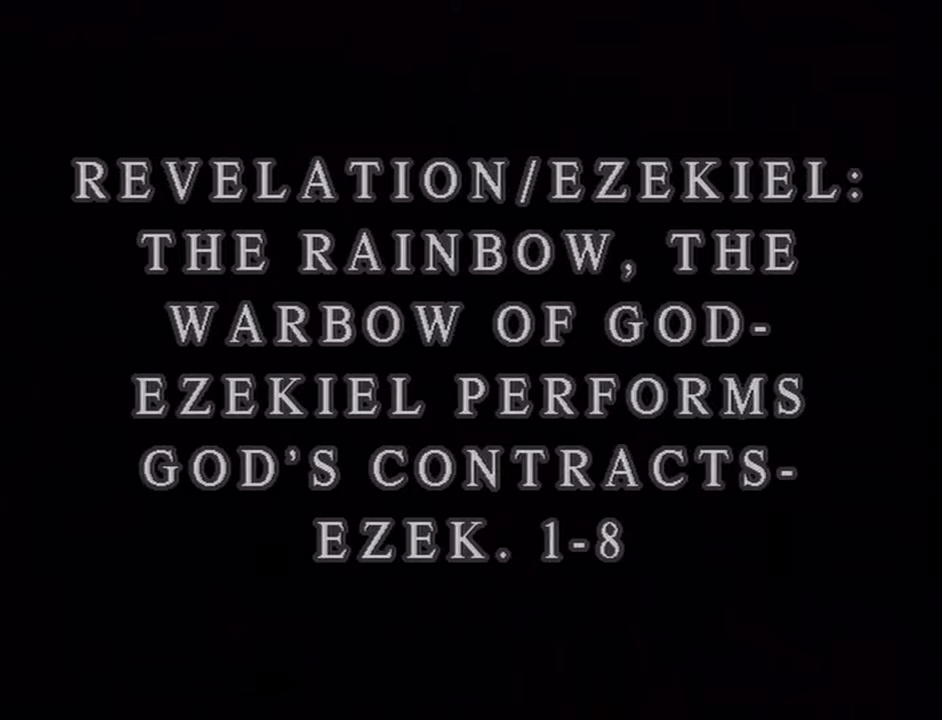 REVELATION/EZEKIEL:
THE RAINBOW, THE
WARBOW OF GOD-
EZEKIEL PERFORMS
GOD'S CONTRACTS-
EZEK. 1-8